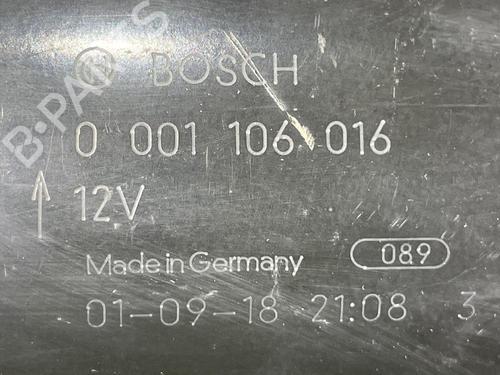 BOSCH
0 001 106 016
12V
Made in Germany 089
01-09-18 21:08 3
B-PARTS